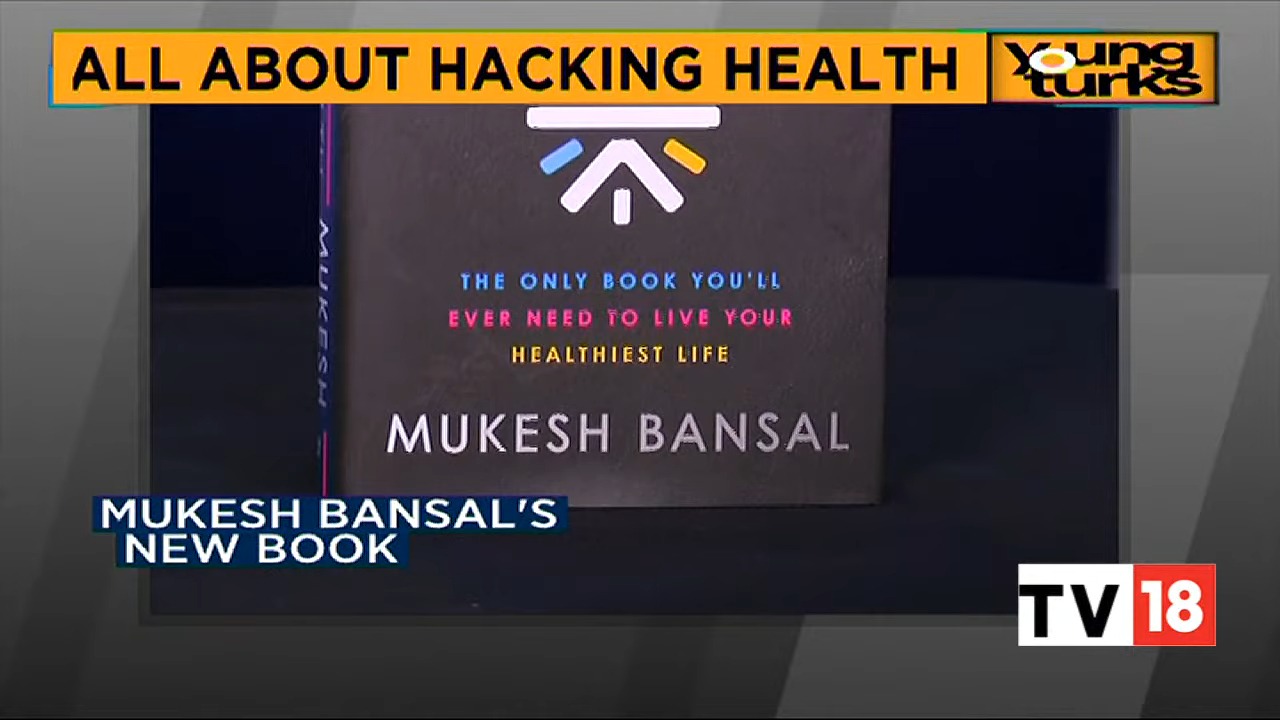 ALL ABOUT HACKING HEALTH
young
turks
THE ONLY BOOK YOU'LL
EVER NEED TO LIVE YOUR
HEALTHIEST LIFE
MUKESH BANSAL
MUKESH
MUKESH BANSAL'S
NEW BOOK
TV18